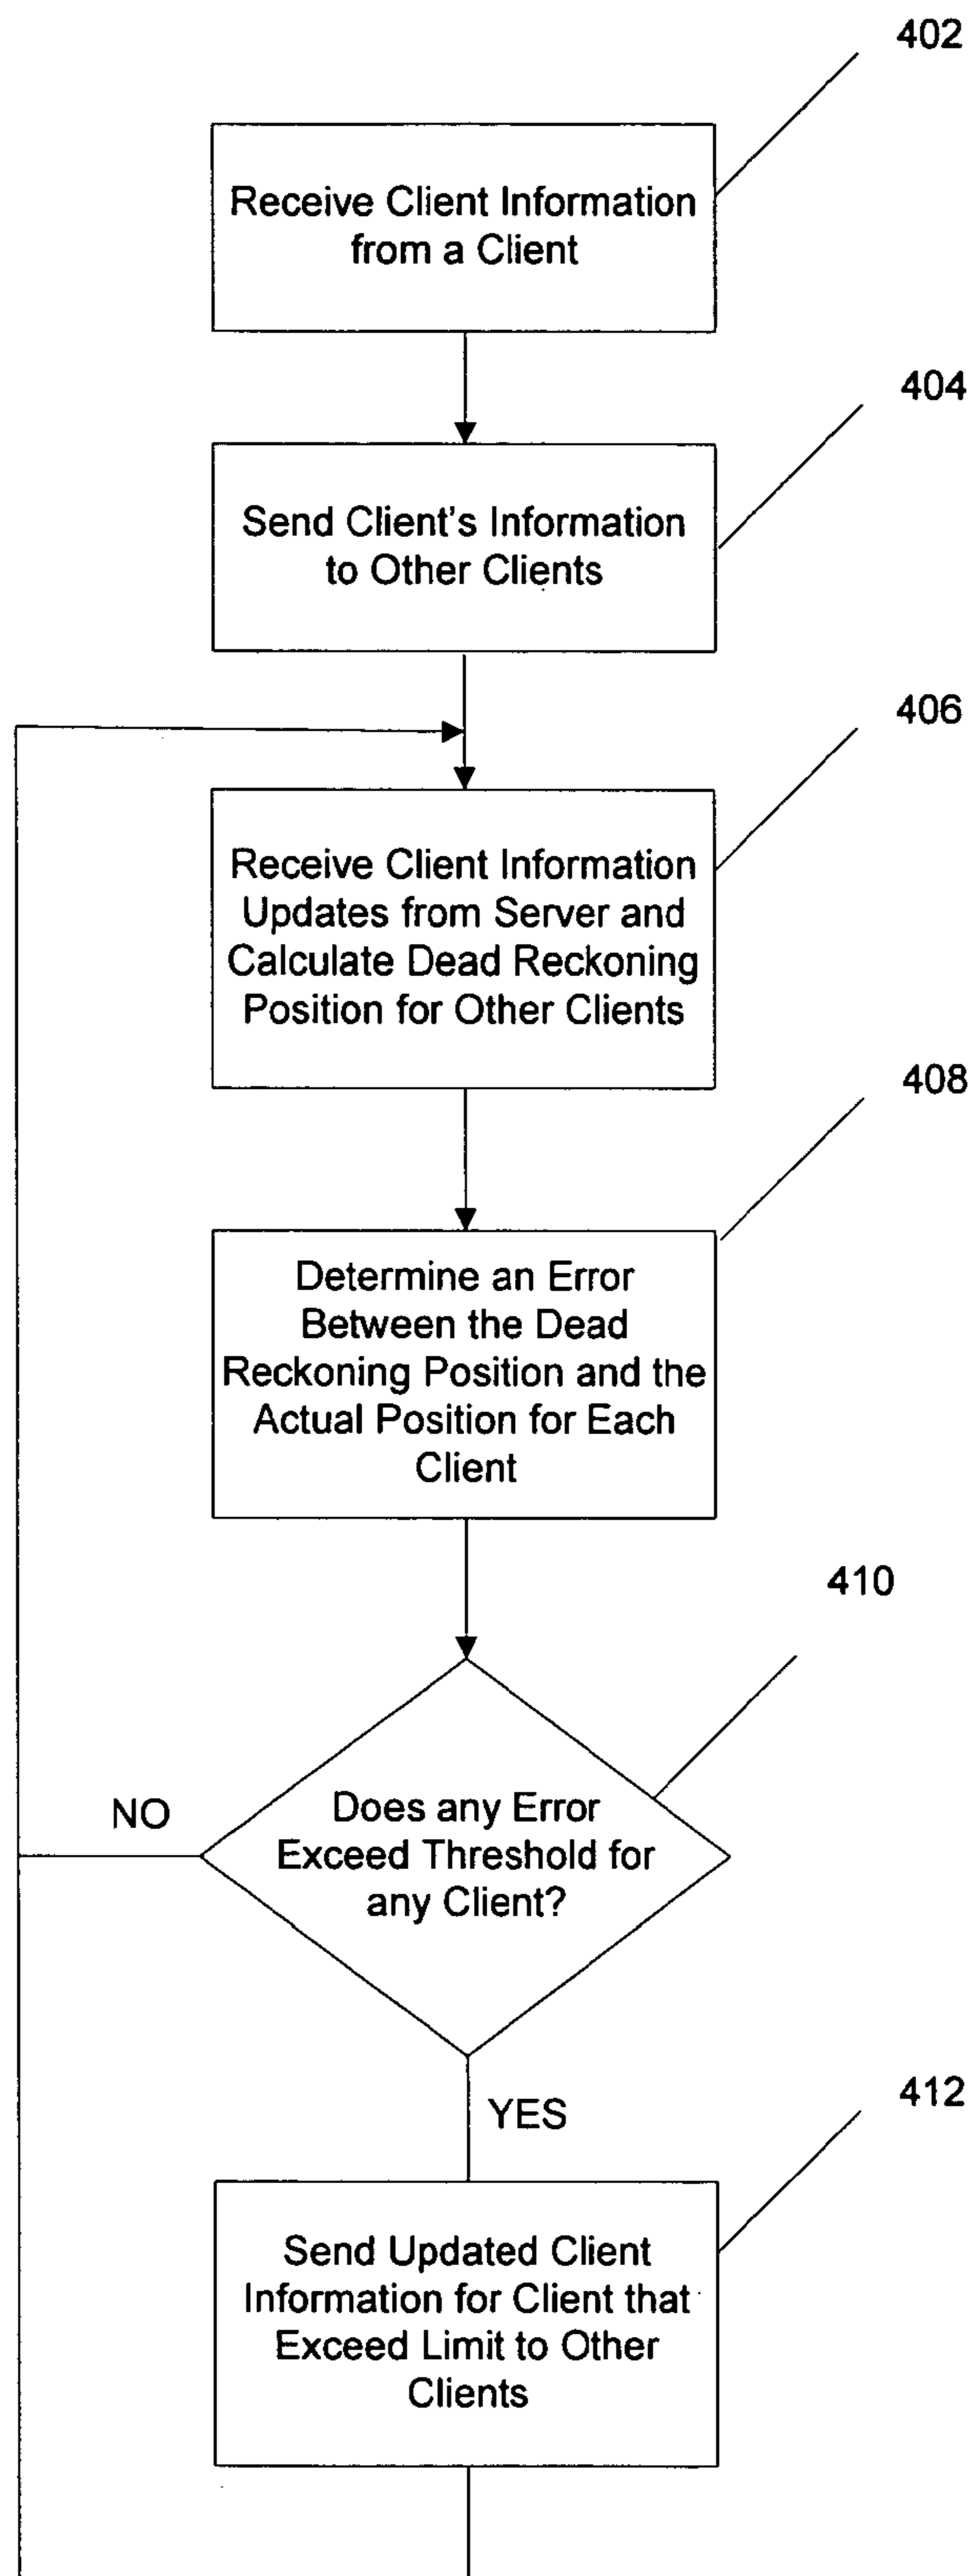 402
Receive Client Information
from a Client
404
Send Client's Information
to Other Clients
406
Receive Client Information
Updates from Server and
Calculate Dead Reckoning
Position for Other Clients
408
Determine an Error
Between the Dead
Reckoning Position and the
Actual Position for Each
Client
410
NO
Does any Error
Exceed Threshold for
any Client?
YES
412
Send Updated Client
Information for Client that
Exceed Limit to Other
Clients